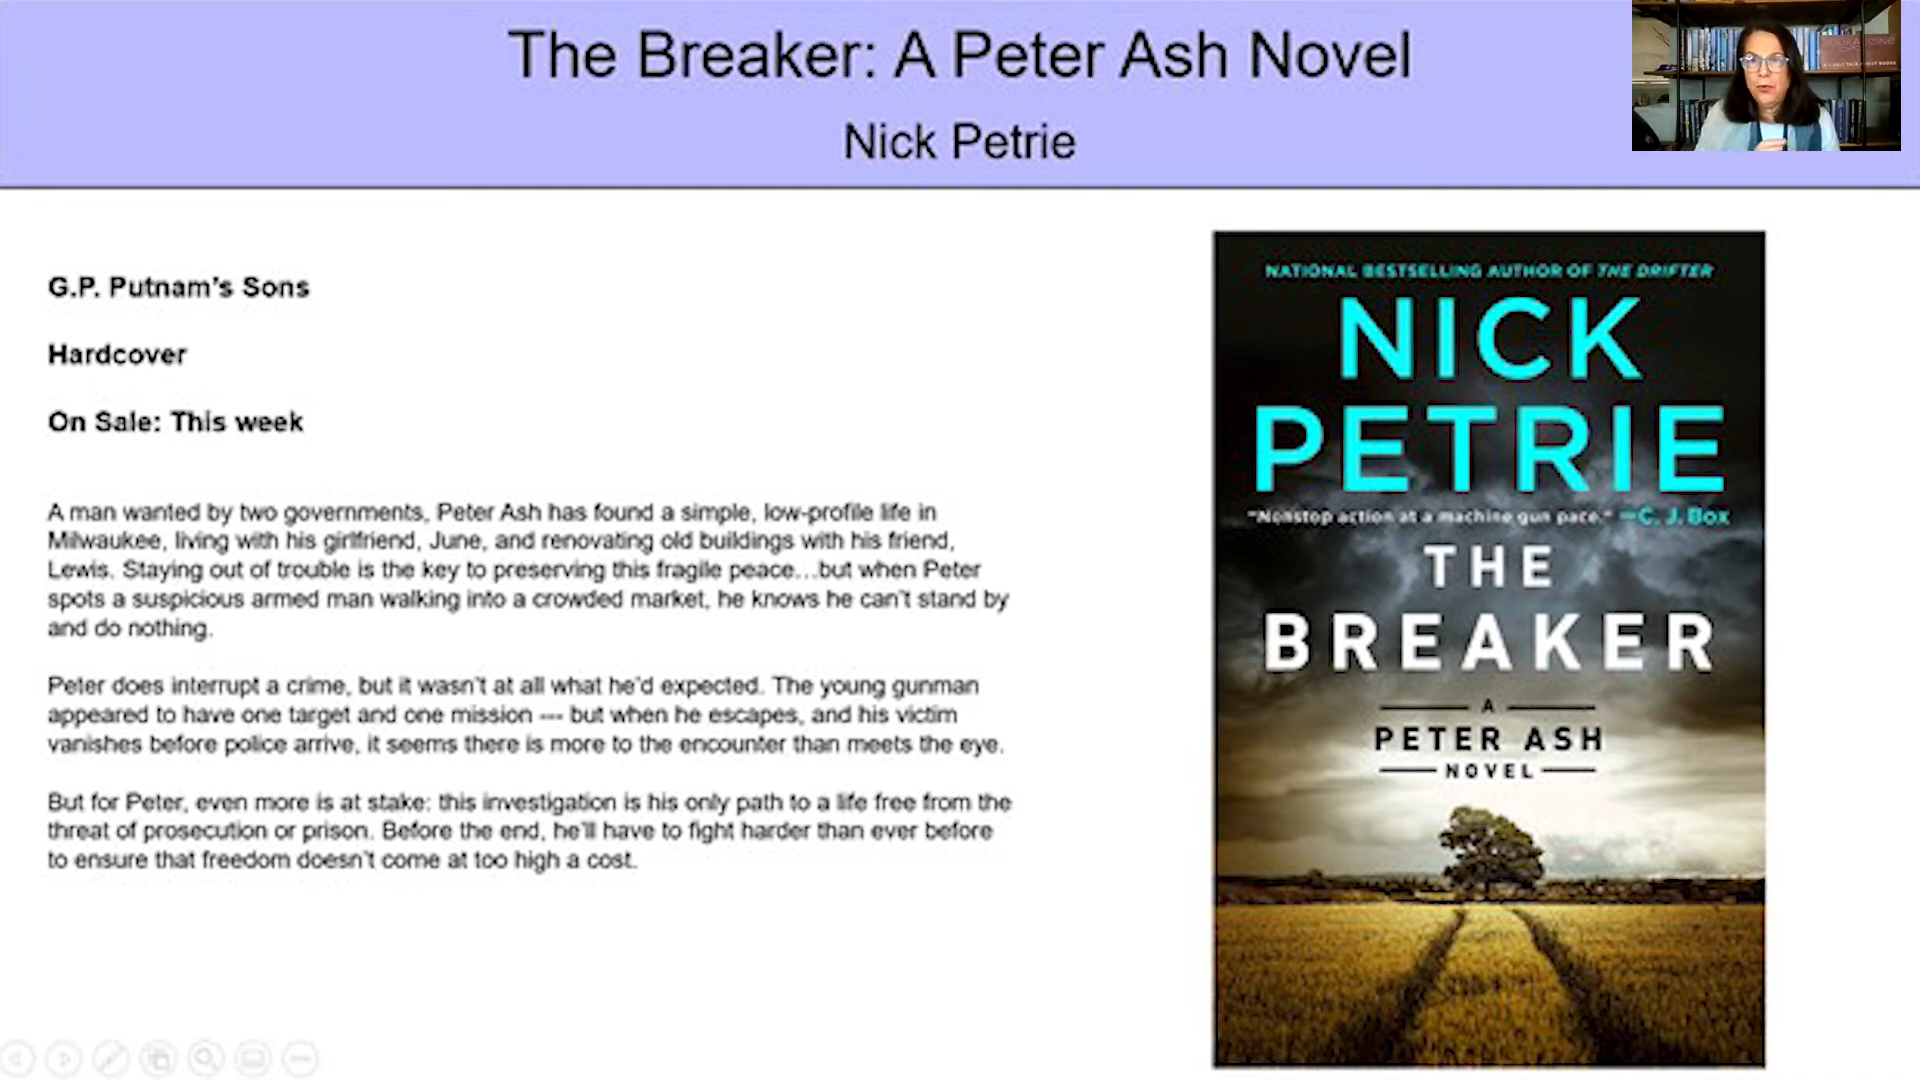 The Breaker: A Peter Ash Novel
Nick Petrie
G.P. Putnam's Sons
Hardcover
On Sale: This week
A man wanted by two governments, Peter Ash has found a simple, low-profile life in
Milwaukee, living with his girlfriend, June, and renovating old buildings with his friend,
Lewis. Staying out of trouble is the key to preserving this fragile peace…but when Peter
spots a suspicious armed man walking into a crowded market, he knows he can't stand by
and do nothing.
Peter does interrupt a crime, but it wasn't at all what he'd expected. The young gunman
appeared to have one target and one mission --- but when he escapes, and his victim
vanishes before police arrive, it seems there is more to the encounter than meets the eye.
But for Peter, even more is at stake: this investigation is his only path to a life free from the
threat of prosecution or prison. Before the end, he'll have to fight harder than ever before
to ensure that freedom doesn't come at too high a cost.
NATIONAL BESTSELLING AUTHOR OF THE DRIFTER
NICK
PETRIE
"Nonstop action at a machine gun pace." —C. J. Box
THE
BREAKER
A
PETER ASH
NOVEL